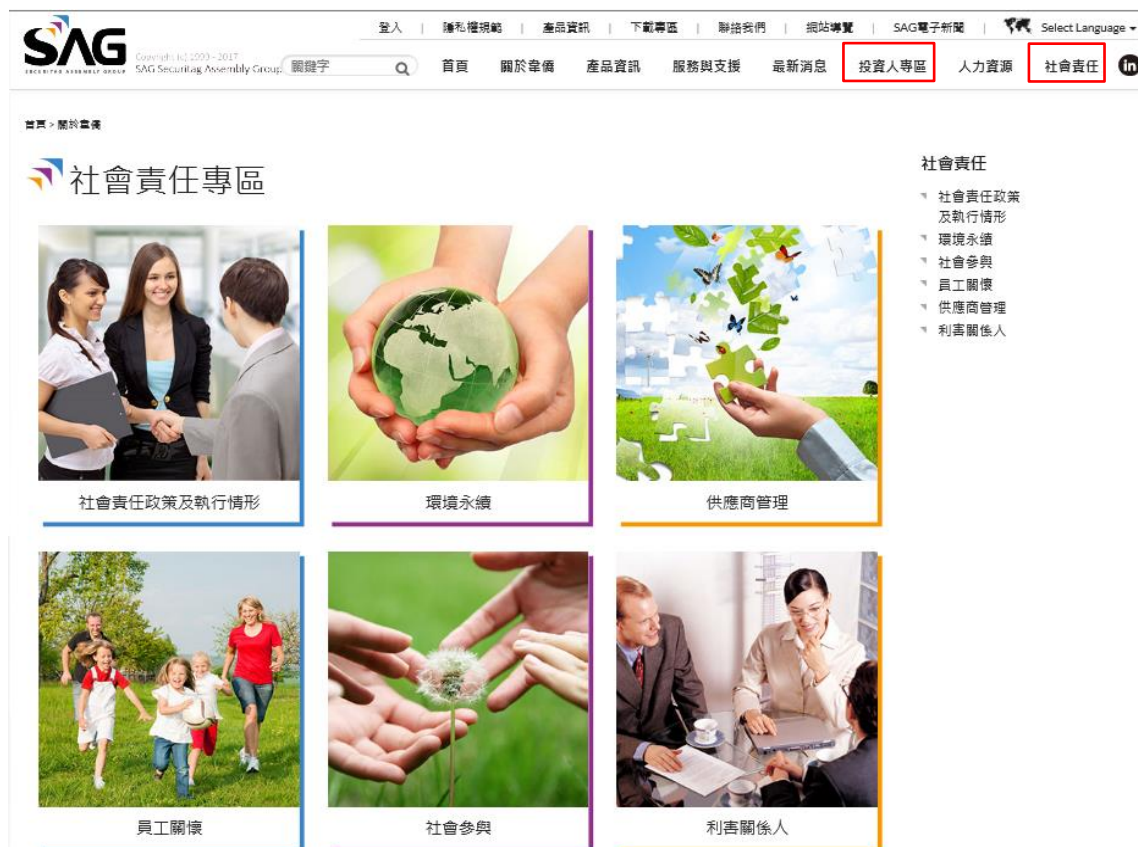 登入 | 隱私權規範 | 產品資訊 | 下載專區 | 聯絡我們 | 網站導覽 | SAG電子新聞 | Select Language
SAG
SECURITAG ASSEMBLY GROUP
Copyright (c) 1999 - 2017
SAG Securitag Assembly Group
關鍵字
首頁 關於韋僑 產品資訊 服務與支援 最新消息 投資人專區 人力資源 社會責任 in
首頁 > 關於韋僑
社會責任專區
社會責任政策及執行情形
環境永續
供應商管理
員工關懷
社會參與
利害關係人
社會責任
社會責任政策
及執行情形
環境永續
社會參與
員工關懷
供應商管理
利害關係人